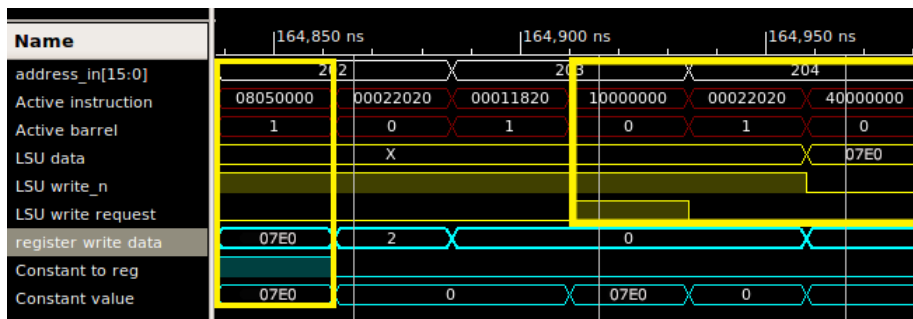 Name |164,850 ns |164,900 ns |164,950 ns
address_in[15:0] 202 203 204
Active instruction 08050000 00022020 00011820 10000000 00022020 40000000
Active barrel 1 0 1 0 1 0
LSU data X 07E0
LSU write_n
LSU write request
register write data 07E0 2 0
Constant to reg
Constant value 07E0 0 07E0 0